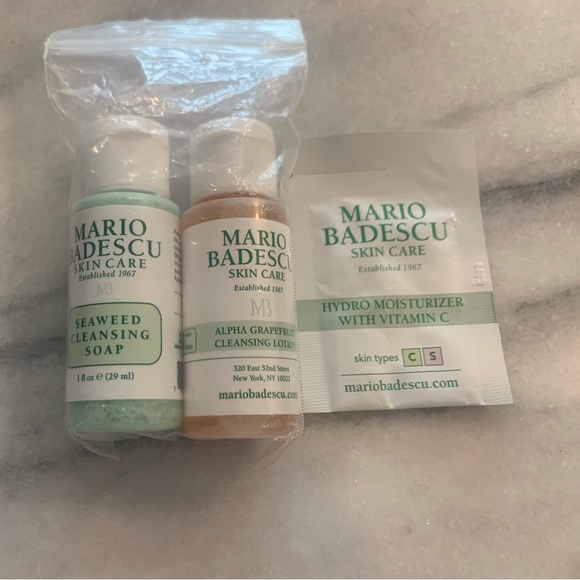 MARIO
BADESCU
SKIN CARE
Established 1967
MB
SEAWEED
CLEANSING
SOAP
1 fl oz ℮ (29 ml)
MARIO
BADESCU
SKIN CARE
Established 1967
MB
ALPHA GRAPEFRUIT
CLEANSING LOTION
320 East 52nd Street
New York, NY 10022
mariobadescu.com
MARIO
BADESCU
SKIN CARE
Established 1967
HYDRO MOISTURIZER
WITH VITAMIN C
skin types C S
mariobadescu.com